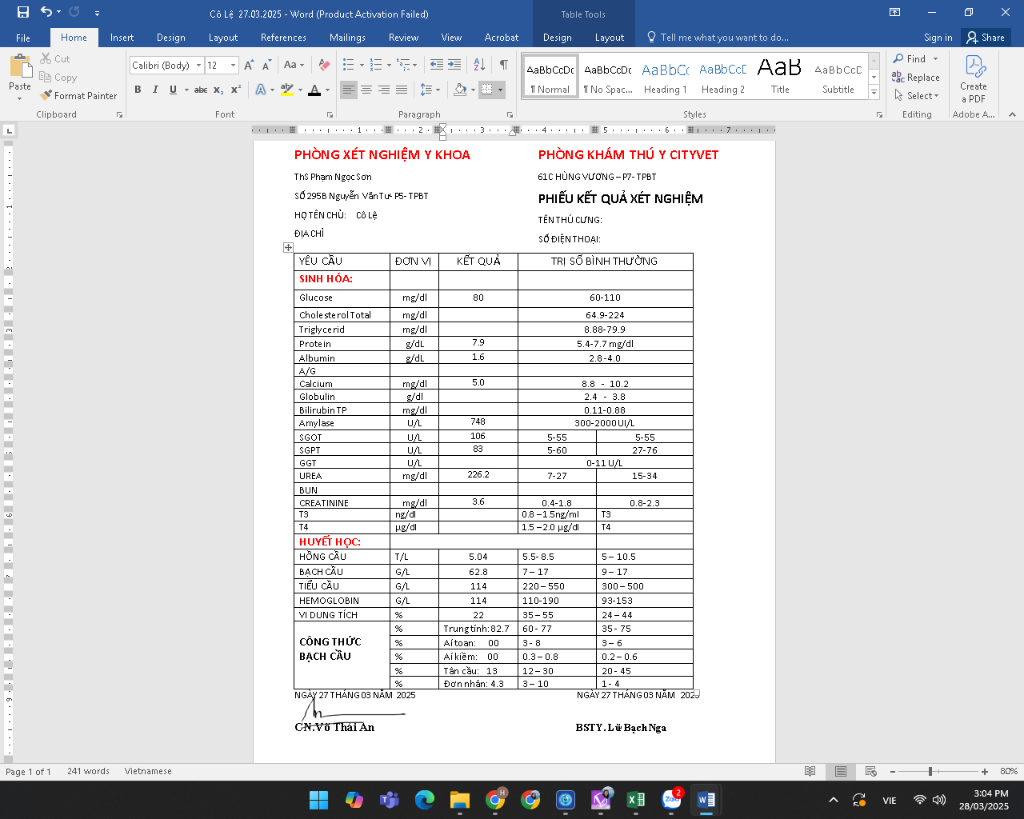 Cô Lệ 27.03.2025 - Word (Product Activation Failed)
Table Tools
File Home Insert Design Layout References Mailings Review View Acrobat Design Layout Tell me what you want to do... Sign in Share
Paste
Cut
Copy
Format Painter
Clipboard
Calibri (Body) 12
Font
Paragraph
AaBbCcDc AaBbCcDc AaBbCc AaBbCcE AaB AaBbCcC
¶ Normal ¶ No Spac... Heading 1 Heading 2 Title Subtitle
Styles
Find
Replace
Select
Editing
Create a PDF
Adobe A...
PHÒNG XÉT NGHIỆM Y KHOA PHÒNG KHÁM THÚ Y CITYVET
ThS Phạm Ngọc Sơn 61C HÙNG VƯƠNG – P7- TPBT
SỐ 295B Nguyễn Văn Tư- P5- TPBT PHIẾU KẾT QUẢ XÉT NGHIỆM
HỌ TÊN CHỦ: Cô Lệ TÊN THÚ CƯNG:
ĐỊA CHỈ SỐ ĐIỆN THOẠI:
YÊU CẦU ĐƠN VỊ KẾT QUẢ TRỊ SỐ BÌNH THƯỜNG
SINH HÓA:
Glucose mg/dl 80 60-110
Cholesterol Total mg/dl 64.9-224
Triglycerid mg/dl 8.88-79.9
Protein g/dL 7.9 5.4-7.7 mg/dl
Albumin g/dL 1.6 2.8-4.0
A/G
Calcium mg/dl 5.0 8.8 - 10.2
Globulin g/dl 2.4 - 3.8
Bilirubin TP mg/dl 0.11-0.88
Amylase U/L 748 300-2000UI/L
SGOT U/L 106 5-55 5-55
SGPT U/L 83 5-60 27-76
GGT U/L 0-11 U/L
UREA mg/dl 226.2 7-27 15-34
BUN
CREATININE mg/dl 3.6 0.4-1.8 0.8-2.3
T3 ng/dl 0.8 –1.5ng/ml T3
T4 µg/dl 1.5 –2.0 µg/dl T4
HUYẾT HỌC:
HỒNG CẦU T/L 5.04 5.5- 8.5 5 – 10.5
BẠCH CẦU G/L 62.8 7 – 17 9 – 17
TIỂU CẦU G/L 114 220 – 550 300 – 500
HEMOGLOBIN G/L 114 110-190 93-153
VI DUNG TÍCH % 22 35 – 55 24 – 44
CÔNG THỨC BẠCH CẦU % Trung tính: 82.7 60- 77 35- 75
% Aí toan: 00 3- 8 3 – 6
% Aí kiềm: 00 0.3 – 0.8 0.2 – 0.6
% Tân cầu: 13 12 – 30 20- 45
% Đơn nhân: 4.3 3 – 10 1- 4
NGÀY 27 THÁNG 03 NĂM 2025 NGÀY 27 THÁNG 03 NĂM 2025
CN.Võ Thái An BSTY. Lữ Bạch Nga
Page 1 of 1 241 words Vietnamese 80%
VIE
3:04 PM
28/03/2025